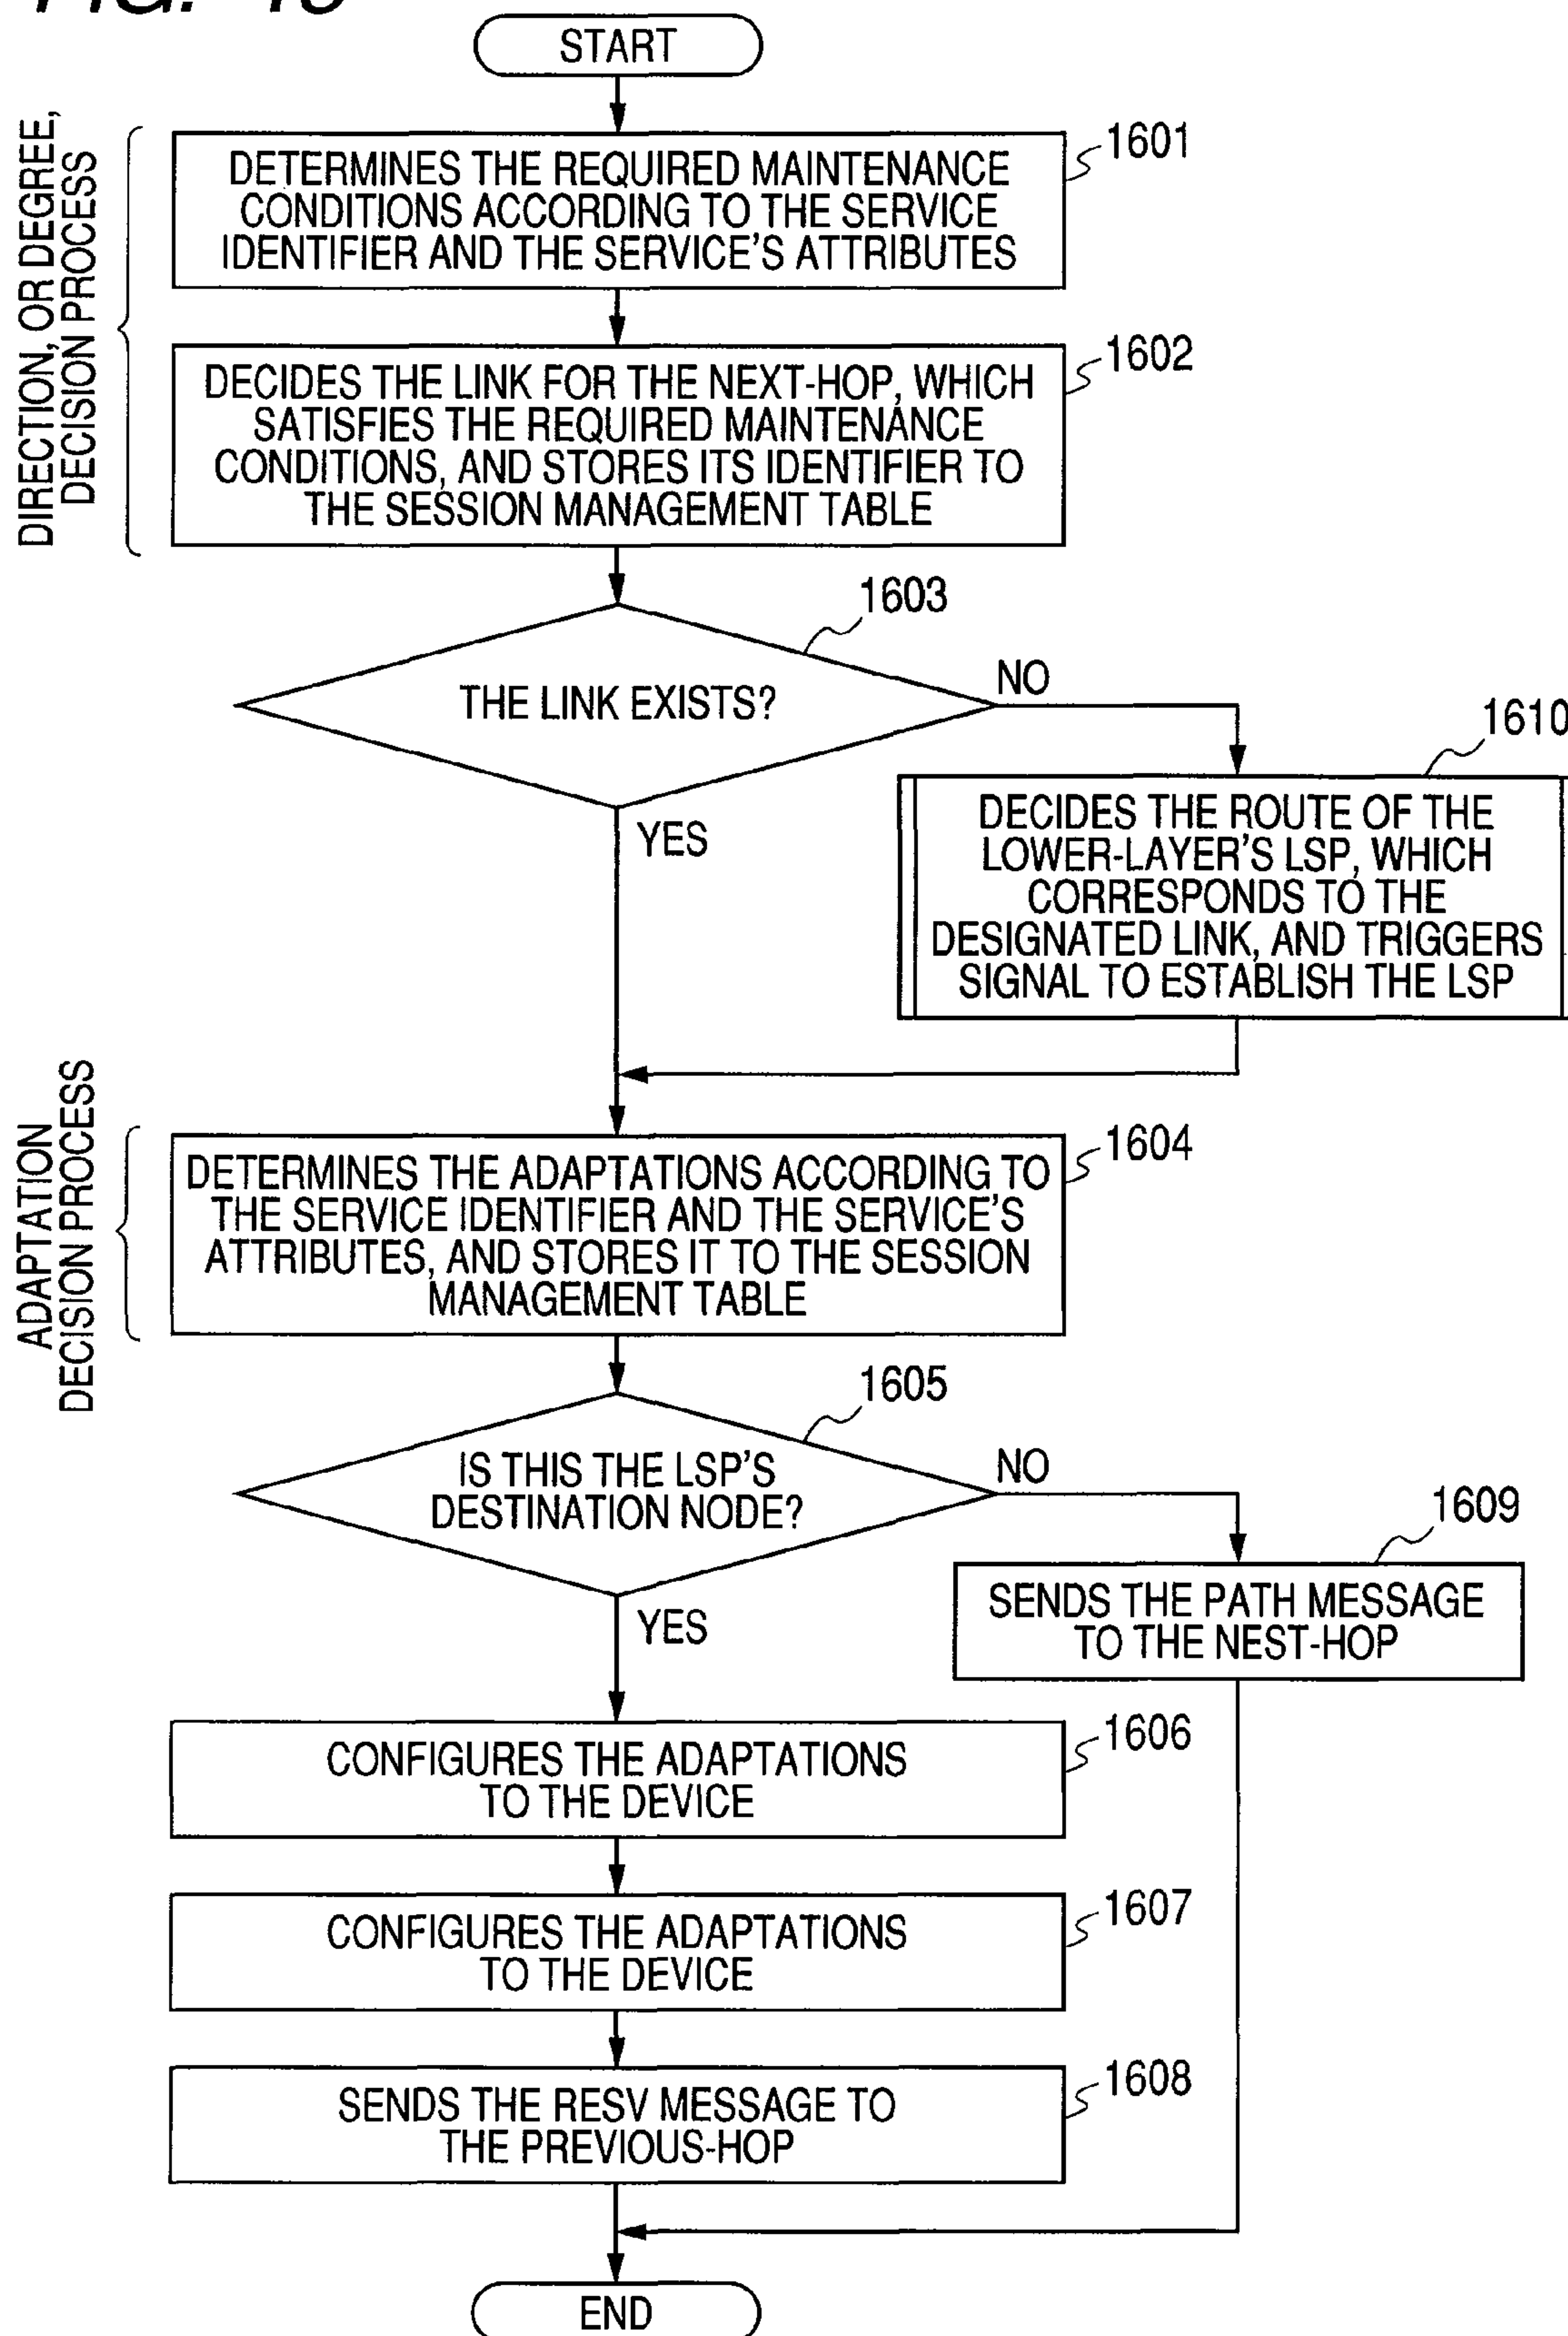 START
DIRECTION, OR DEGREE,
DECISION PROCESS
1601
DETERMINES THE REQUIRED MAINTENANCE
CONDITIONS ACCORDING TO THE SERVICE
IDENTIFIER AND THE SERVICE'S ATTRIBUTES
1602
DECIDES THE LINK FOR THE NEXT-HOP, WHICH
SATISFIES THE REQUIRED MAINTENANCE
CONDITIONS, AND STORES ITS IDENTIFIER TO
THE SESSION MANAGEMENT TABLE
1603
THE LINK EXISTS?
NO
YES
1610
DECIDES THE ROUTE OF THE
LOWER-LAYER'S LSP, WHICH
CORRESPONDS TO THE
DESIGNATED LINK, AND TRIGGERS
SIGNAL TO ESTABLISH THE LSP
ADAPTATION
DECISION PROCESS
1604
DETERMINES THE ADAPTATIONS ACCORDING TO
THE SERVICE IDENTIFIER AND THE SERVICE'S
ATTRIBUTES, AND STORES IT TO THE SESSION
MANAGEMENT TABLE
1605
IS THIS THE LSP'S
DESTINATION NODE?
NO
YES
1609
SENDS THE PATH MESSAGE
TO THE NEST-HOP
1606
CONFIGURES THE ADAPTATIONS
TO THE DEVICE
1607
CONFIGURES THE ADAPTATIONS
TO THE DEVICE
1608
SENDS THE RESV MESSAGE TO
THE PREVIOUS-HOP
END